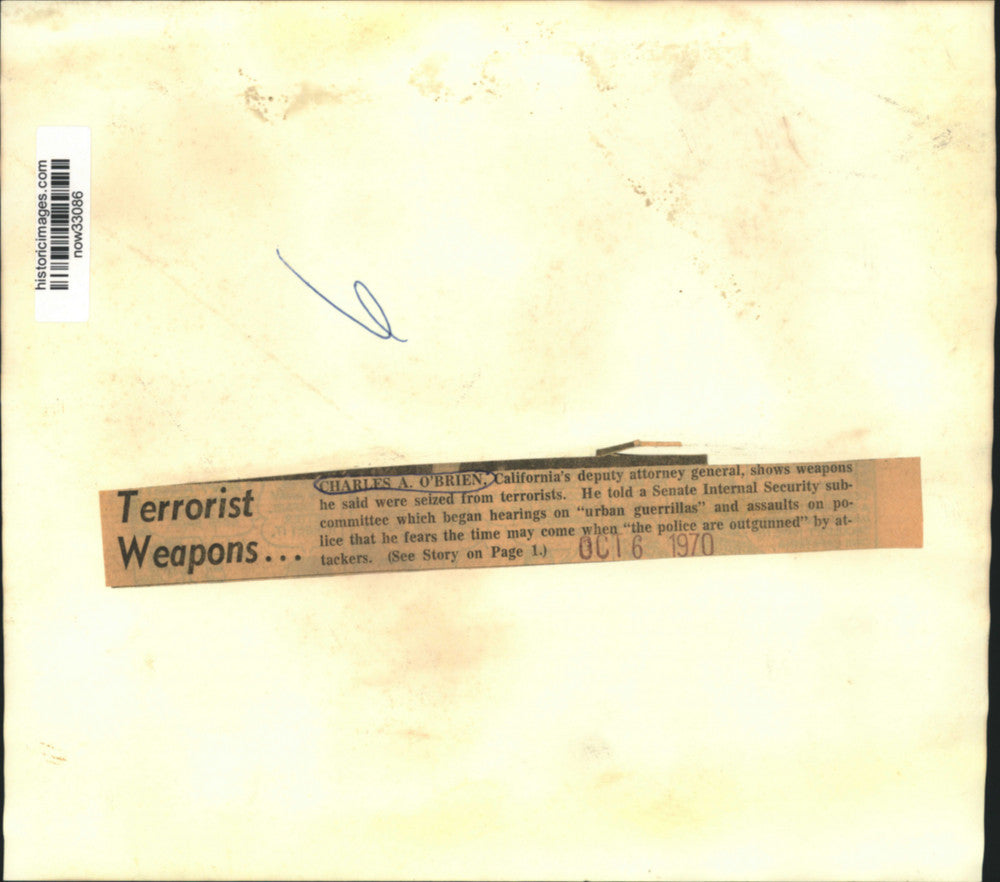 historicimages.com
now33086
Terrorist
Weapons...
CHARLES A. O'BRIEN, California's deputy attorney general, shows weapons
he said were seized from terrorists. He told a Senate Internal Security sub-
committee which began hearings on "urban guerrillas" and assaults on po-
lice that he fears the time may come when "the police are outgunned" by at-
tackers. (See Story on Page 1.)
OCT 6 1970